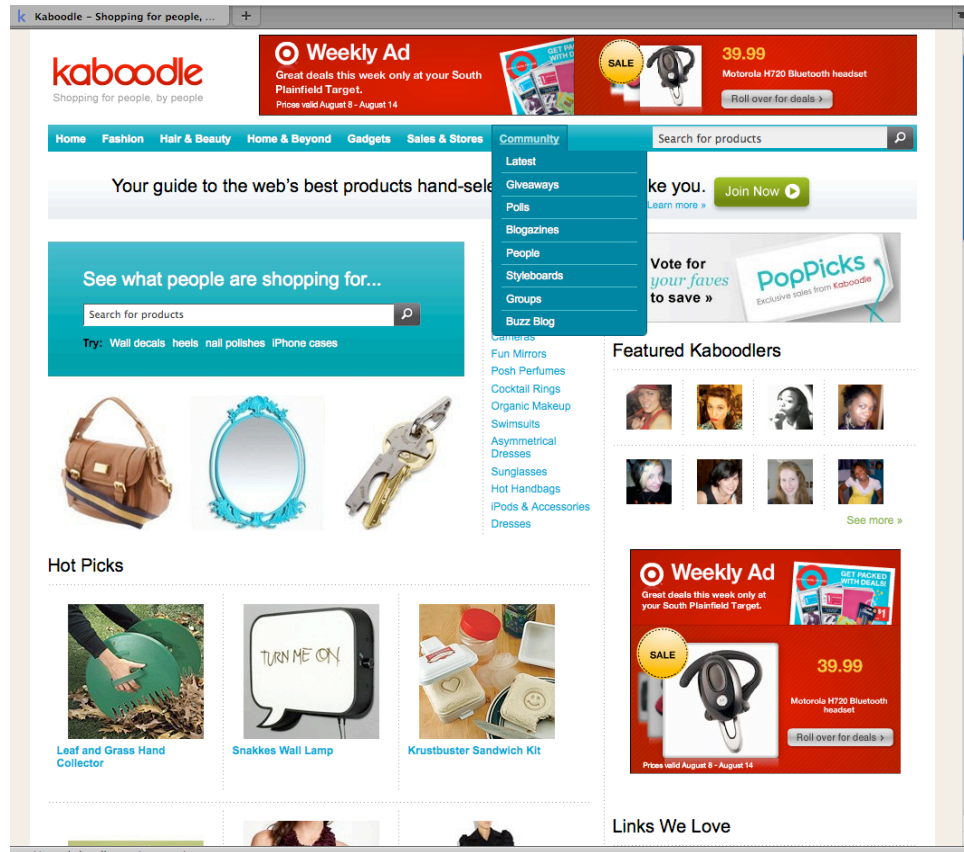 Kaboodle – Shopping for people, ...
kaboodle
Shopping for people, by people
Weekly Ad
Great deals this week only at your South
Plainfield Target.
Prices valid August 8 - August 14
SALE
39.99
Motorola H720 Bluetooth headset
Roll over for deals >
Home Fashion Hair & Beauty Home & Beyond Gadgets Sales & Stores Community
Search for products
Latest
Giveaways
Polls
Blogazines
People
Styleboards
Groups
Buzz Blog
Your guide to the web's best products hand-sele
ke you.
Learn more »
Join Now
See what people are shopping for...
Search for products
Try: Wall decals heels nail polishes iPhone cases
Cameras
Fun Mirrors
Posh Perfumes
Cocktail Rings
Organic Makeup
Swimsuits
Asymmetrical
Dresses
Sunglasses
Hot Handbags
iPods & Accessories
Dresses
Vote for
your faves
to save »
PopPicks
Exclusive sales from Kaboodle
Featured Kaboodlers
See more »
Hot Picks
TURN ME ON
Leaf and Grass Hand
Collector
Snakkes Wall Lamp
Krustbuster Sandwich Kit
Weekly Ad
Great deals this week only at
your South Plainfield Target.
GET PACKED
WITH DEALS!
$1
SALE
39.99
Motorola H720 Bluetooth
headset
Roll over for deals >
Prices valid August 8 - August 14
Links We Love